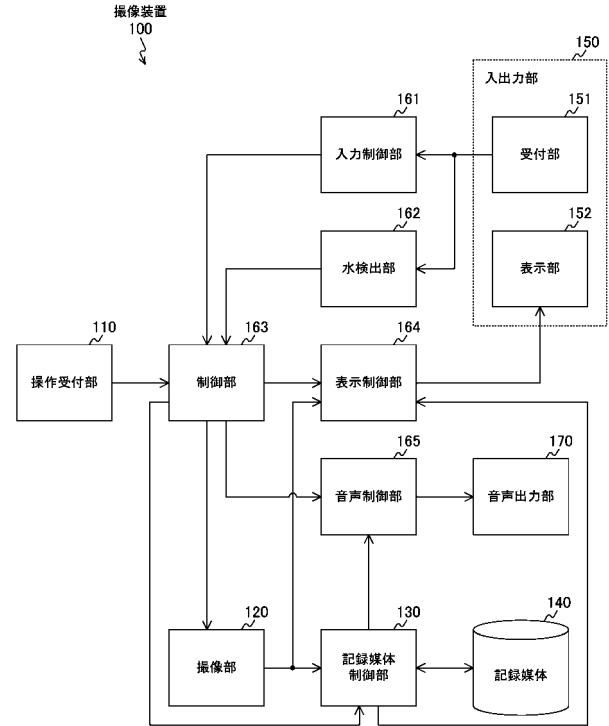 撮像装置
100
150
入出力部
161
入力制御部
151
受付部
162
水検出部
152
表示部
110
操作受付部
163
制御部
164
表示制御部
165
音声制御部
170
音声出力部
120
撮像部
130
記録媒体
制御部
140
記録媒体